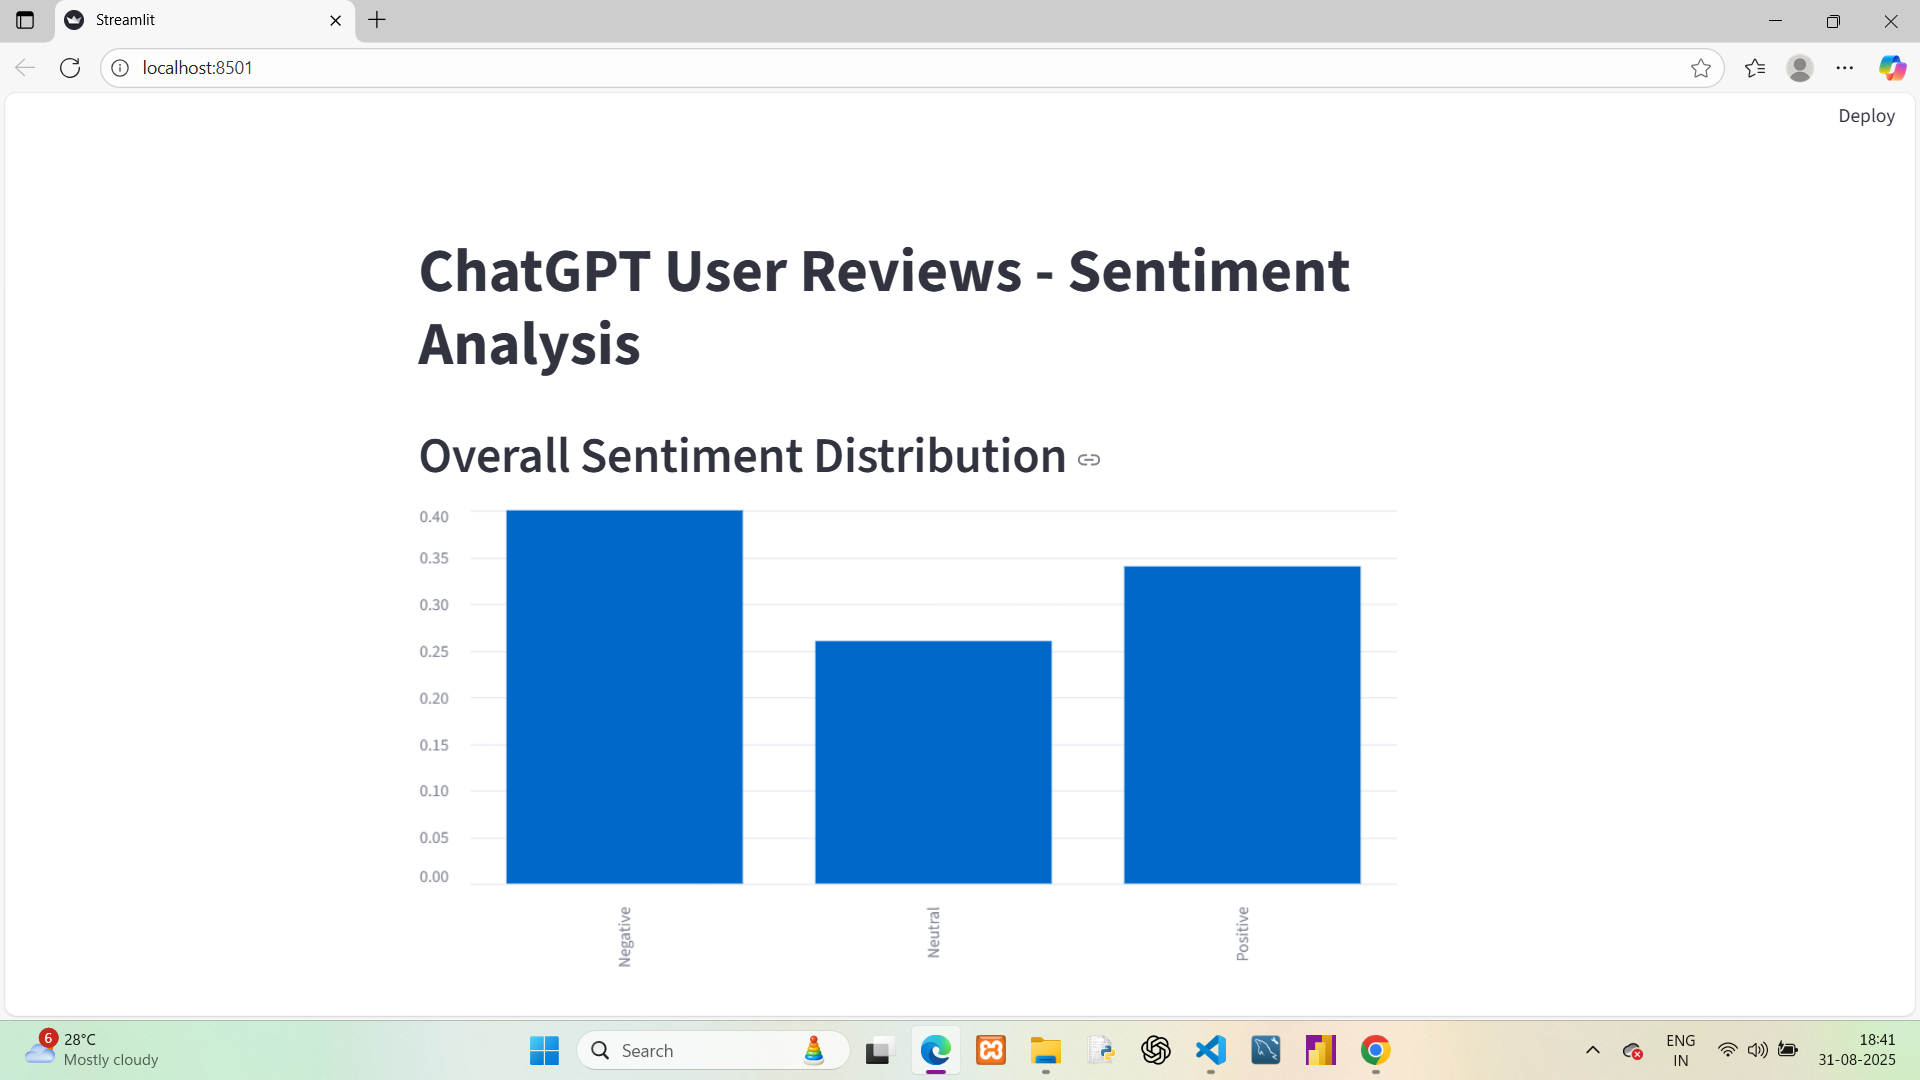 Streamlit
localhost:8501
Deploy
ChatGPT User Reviews - Sentiment
Analysis
Overall Sentiment Distribution
0.40
0.35
0.30
0.25
0.20
0.15
0.10
0.05
0.00
Negative
Neutral
Positive
6
28°C
Mostly cloudy
Search
ENG
IN
18:41
31-08-2025